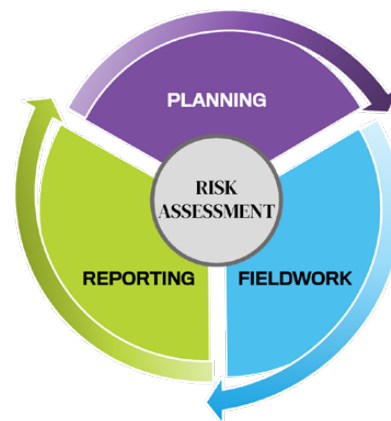 PLANNING
RISK
ASSESSMENT
REPORTING
FIELDWORK